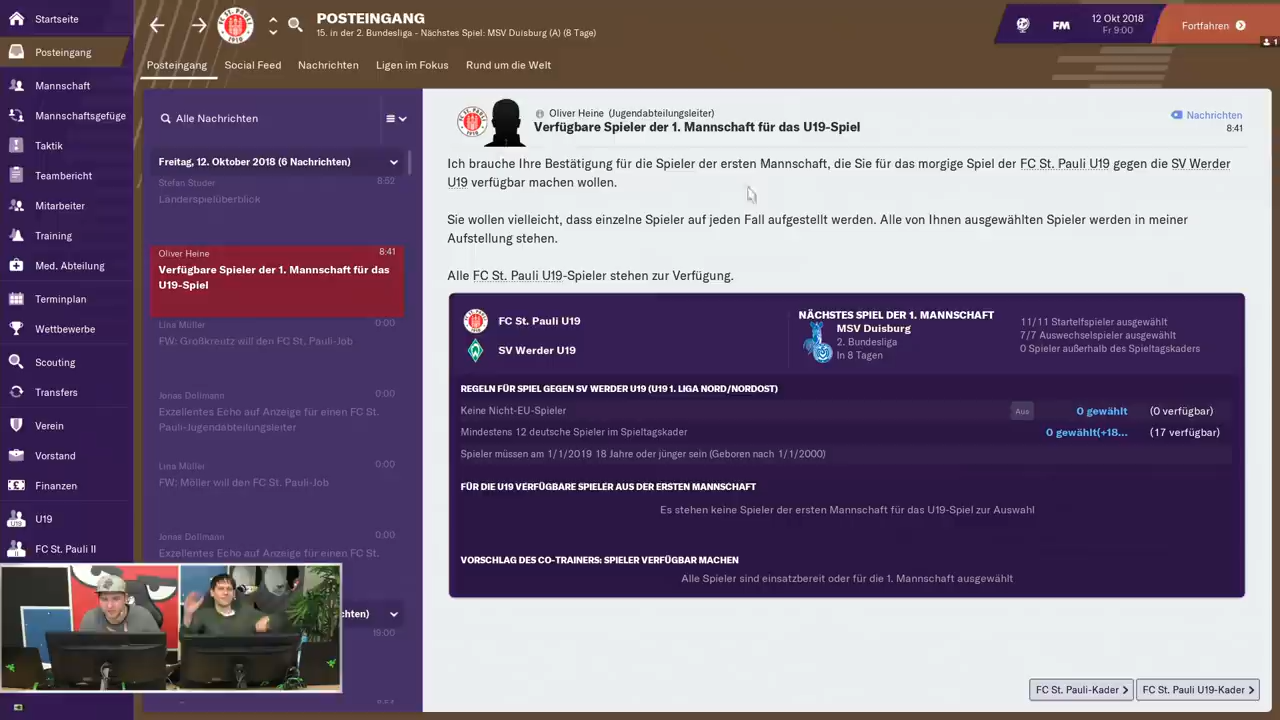 Startseite
Posteingang
Mannschaft
Mannschaftsgefüge
Taktik
Teambericht
Mitarbeiter
Training
Med. Abteilung
Terminplan
Wettbewerbe
Scouting
Transfers
Verein
Vorstand
Finanzen
U19
FC St. Pauli II
POSTEINGANG
15. in der 2. Bundesliga - Nächstes Spiel: MSV Duisburg (A) (8 Tage)
FM
12 Okt 2018
Fr 9:00
Fortfahren
1
Posteingang
Social Feed
Nachrichten
Ligen im Fokus
Rund um die Welt
Alle Nachrichten
Freitag, 12. Oktober 2018 (6 Nachrichten)
Stefan Studer
8:52
Länderspielüberblick
Oliver Heine
8:41
Verfügbare Spieler der 1. Mannschaft für das
U19-Spiel
Lina Müller
0:00
FW: Großkreutz will den FC St. Pauli-Job
Jonas Dollmann
0:00
Exzellentes Echo auf Anzeige für einen FC St.
Pauli-Jugendabteilungsleiter
Lina Müller
0:00
FW: Möller will den FC St. Pauli-Job
Jonas Dollmann
0:00
Exzellentes Echo auf Anzeige für einen FC St.
chten)
19:00
Oliver Heine (Jugendabteilungsleiter)
Verfügbare Spieler der 1. Mannschaft für das U19-Spiel
Nachrichten
8:41
Ich brauche Ihre Bestätigung für die Spieler der ersten Mannschaft, die Sie für das morgige Spiel der FC St. Pauli U19 gegen die SV Werder
U19 verfügbar machen wollen.
Sie wollen vielleicht, dass einzelne Spieler auf jeden Fall aufgestellt werden. Alle von Ihnen ausgewählten Spieler werden in meiner
Aufstellung stehen.
Alle FC St. Pauli U19-Spieler stehen zur Verfügung.
FC St. Pauli U19
SV Werder U19
NÄCHSTES SPIEL DER 1. MANNSCHAFT
MSV Duisburg
2. Bundesliga
In 8 Tagen
11/11 Startelfspieler ausgewählt
7/7 Auswechselspieler ausgewählt
0 Spieler außerhalb des Spieltagskaders
REGELN FÜR SPIEL GEGEN SV WERDER U19 (U19 1. LIGA NORD/NORDOST)
Keine Nicht-EU-Spieler
Aus
0 gewählt
(0 verfügbar)
Mindestens 12 deutsche Spieler im Spieltagskader
0 gewählt(+18...
(17 verfügbar)
Spieler müssen am 1/1/2019 18 Jahre oder jünger sein (Geboren nach 1/1/2000)
FÜR DIE U19 VERFÜGBARE SPIELER AUS DER ERSTEN MANNSCHAFT
Es stehen keine Spieler der ersten Mannschaft für das U19-Spiel zur Auswahl
VORSCHLAG DES CO-TRAINERS: SPIELER VERFÜGBAR MACHEN
Alle Spieler sind einsatzbereit oder für die 1. Mannschaft ausgewählt
FC St. Pauli-Kader
FC St. Pauli U19-Kader